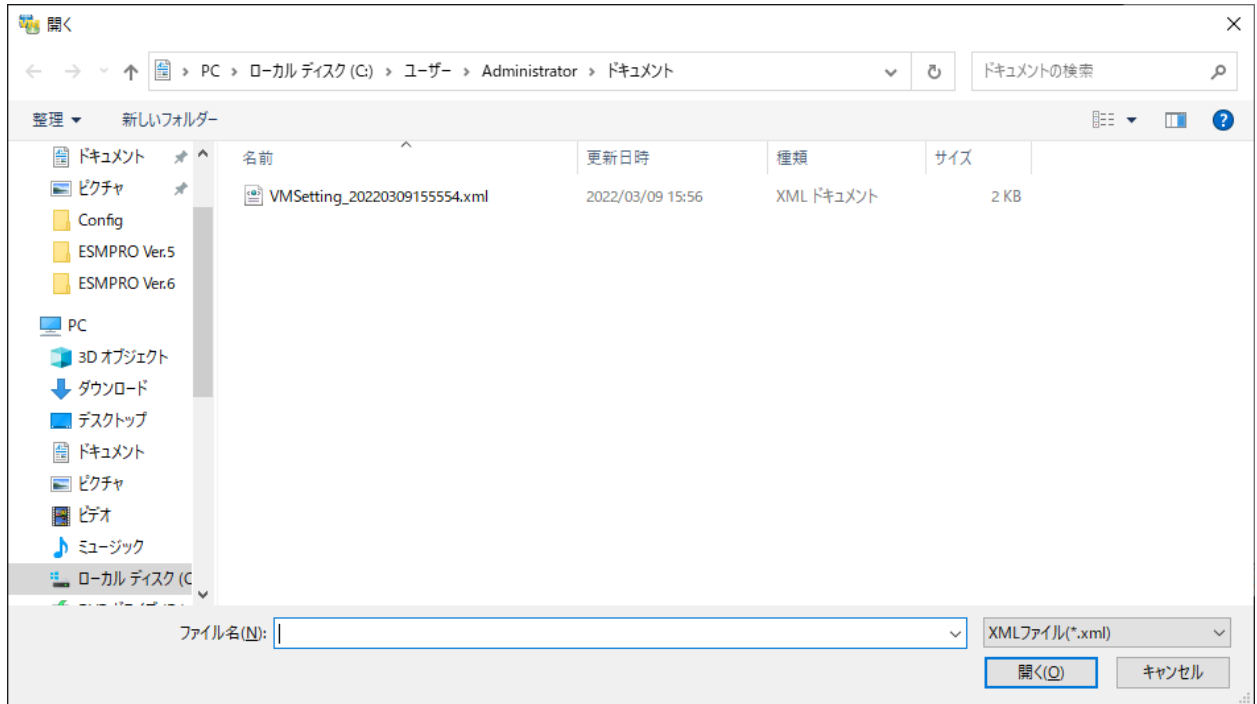 開く
PC › ローカル ディスク (C:) › ユーザー › Administrator › ドキュメント
ドキュメントの検索
整理
新しいフォルダー
ドキュメント
ピクチャ
Config
ESMPRO Ver.5
ESMPRO Ver.6
PC
3D オブジェクト
ダウンロード
デスクトップ
ドキュメント
ピクチャ
ビデオ
ミュージック
ローカル ディスク (C
名前 更新日時 種類 サイズ
VMSetting_20220309155554.xml 2022/03/09 15:56 XML ドキュメント 2 KB
ファイル名(N):
XMLファイル(*.xml)
開く(O)
キャンセル